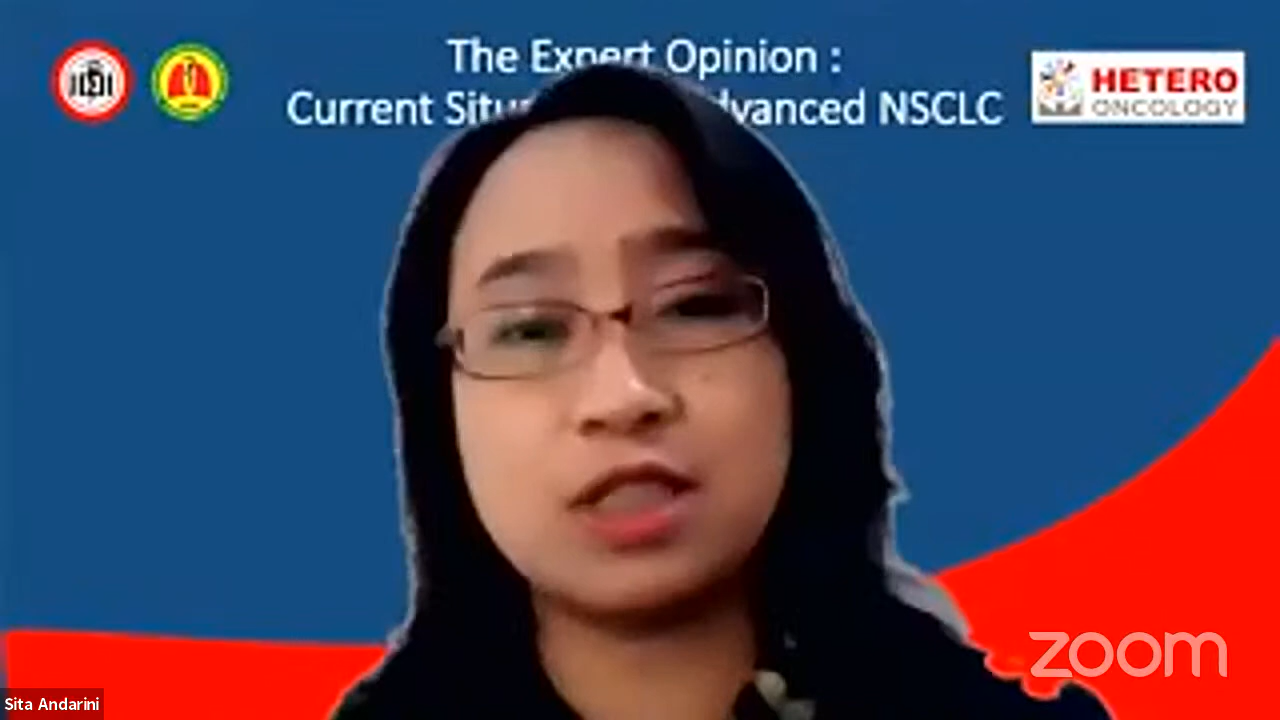 The Expert Opinion :
Current Situ dvanced NSCLC
HETERO
ONCOLOGY
zoom
Sita Andarini